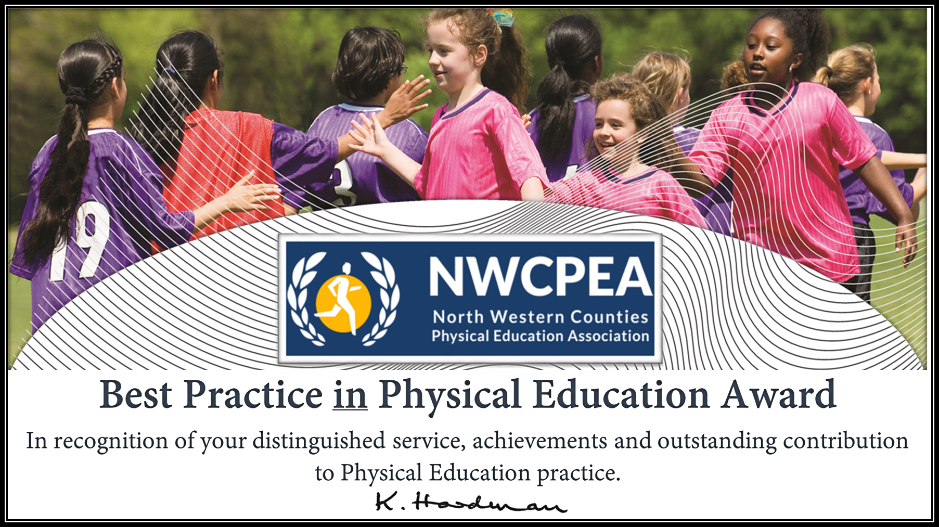 19
3
NWCPEA
North Western Counties
Physical Education Association
Best Practice in Physical Education Award
In recognition of your distinguished service, achievements and outstanding contribution
to Physical Education practice.
K. Hardman